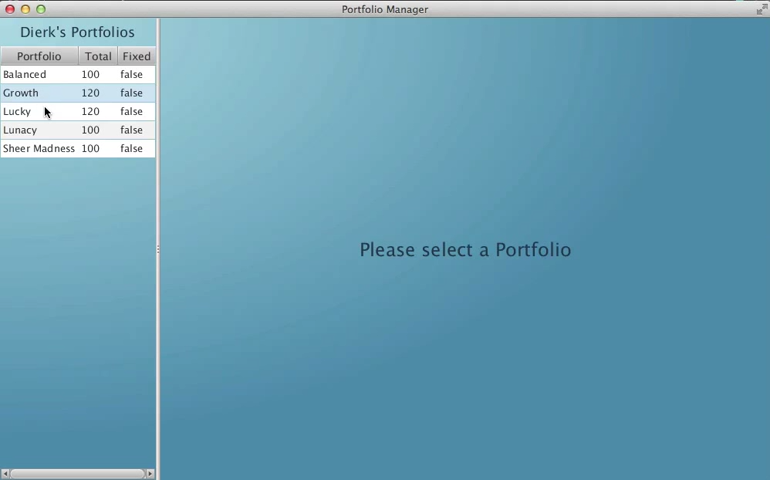 Portfolio Manager
Dierk's Portfolios
Portfolio Total Fixed
Balanced 100 false
Growth 120 false
Lucky 120 false
Lunacy 100 false
Sheer Madness 100 false
Please select a Portfolio